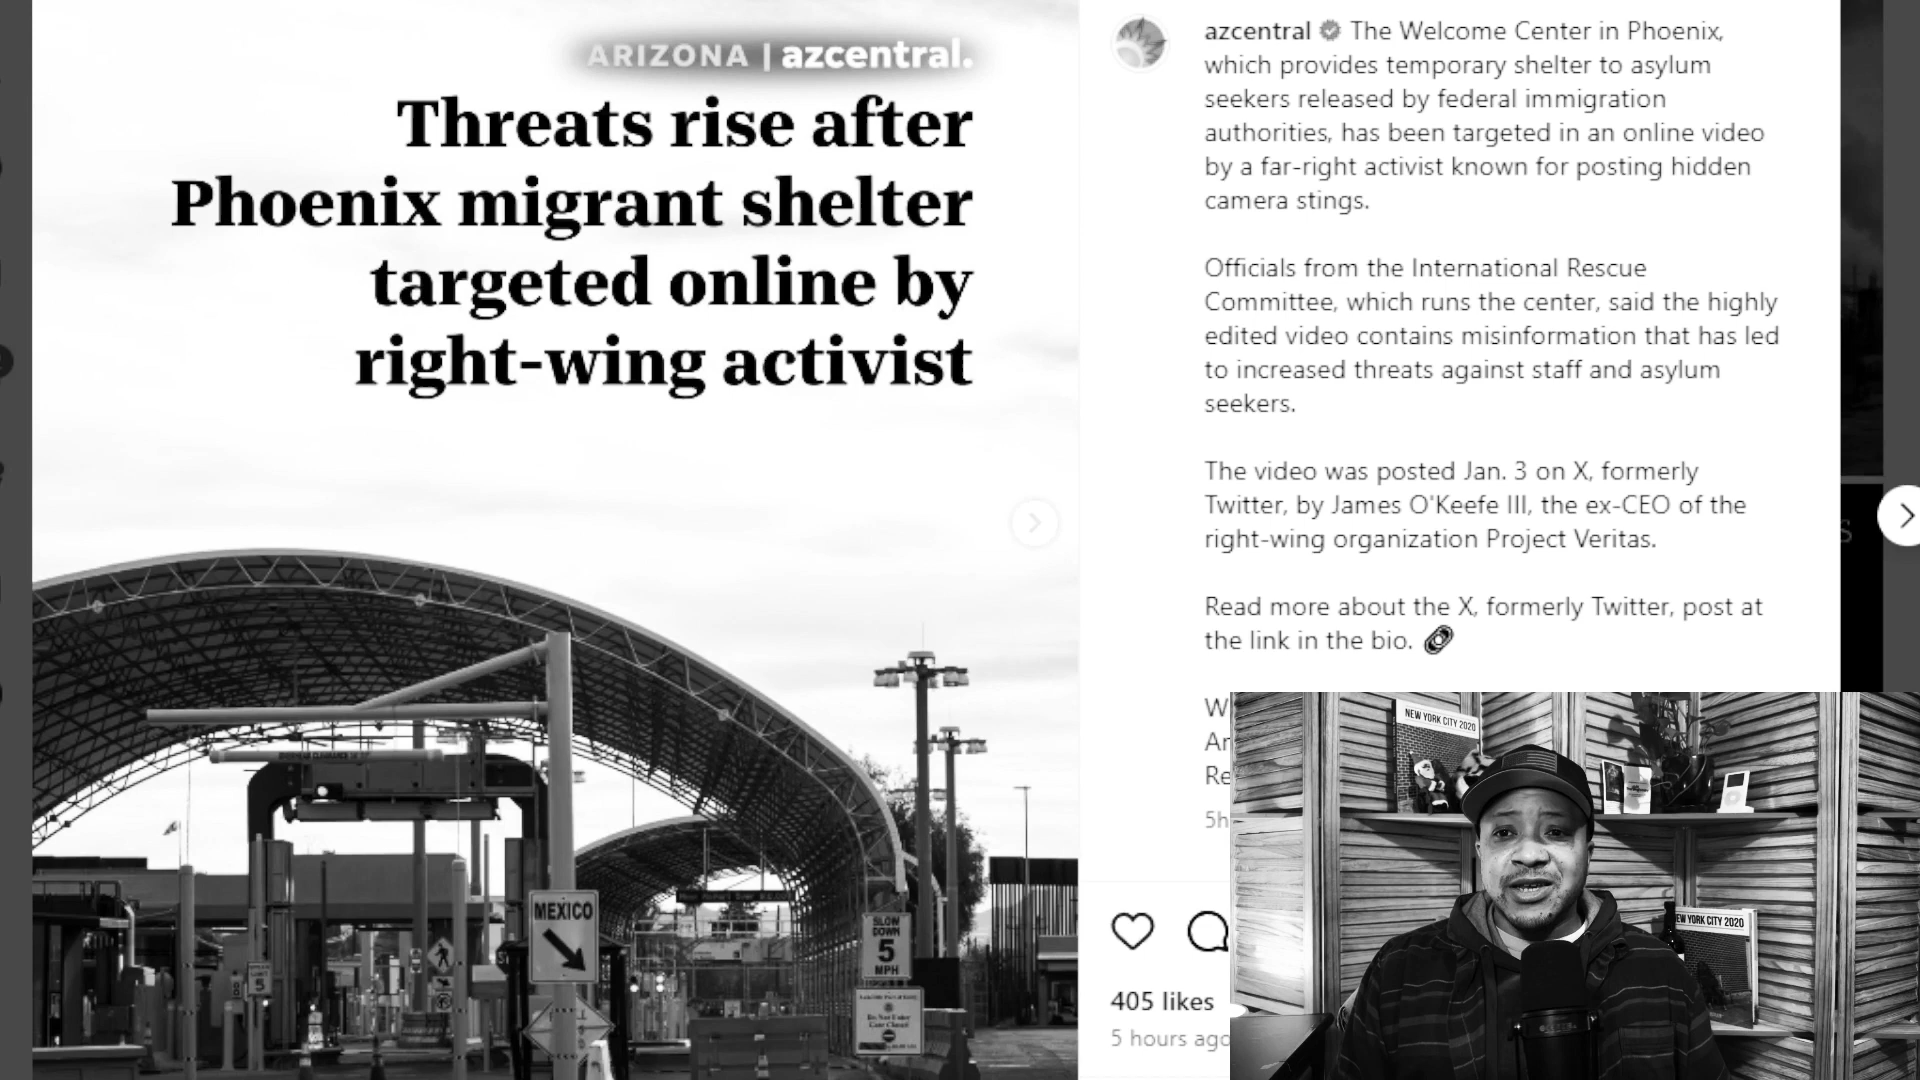 ARIZONA | azcentral.
Threats rise after
Phoenix migrant shelter
targeted online by
right-wing activist
MEXICO
SLOW
DOWN
5
MPH
azcentral The Welcome Center in Phoenix,
which provides temporary shelter to asylum
seekers released by federal immigration
authorities, has been targeted in an online video
by a far-right activist known for posting hidden
camera stings.
Officials from the International Rescue
Committee, which runs the center, said the highly
edited video contains misinformation that has led
to increased threats against staff and asylum
seekers.
The video was posted Jan. 3 on X, formerly
Twitter, by James O'Keefe III, the ex-CEO of the
right-wing organization Project Veritas.
Read more about the X, formerly Twitter, post at
the link in the bio.
W
Ar
Re
5h
405 likes
5 hours ago
NEW YORK CITY 2020
NEW YORK CITY 2020